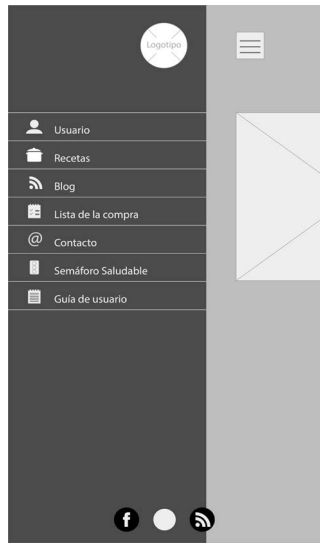 Logotipo
Usuario
Recetas
Blog
Lista de la compra
@ Contacto
Semáforo Saludable
Guía de usuario
f